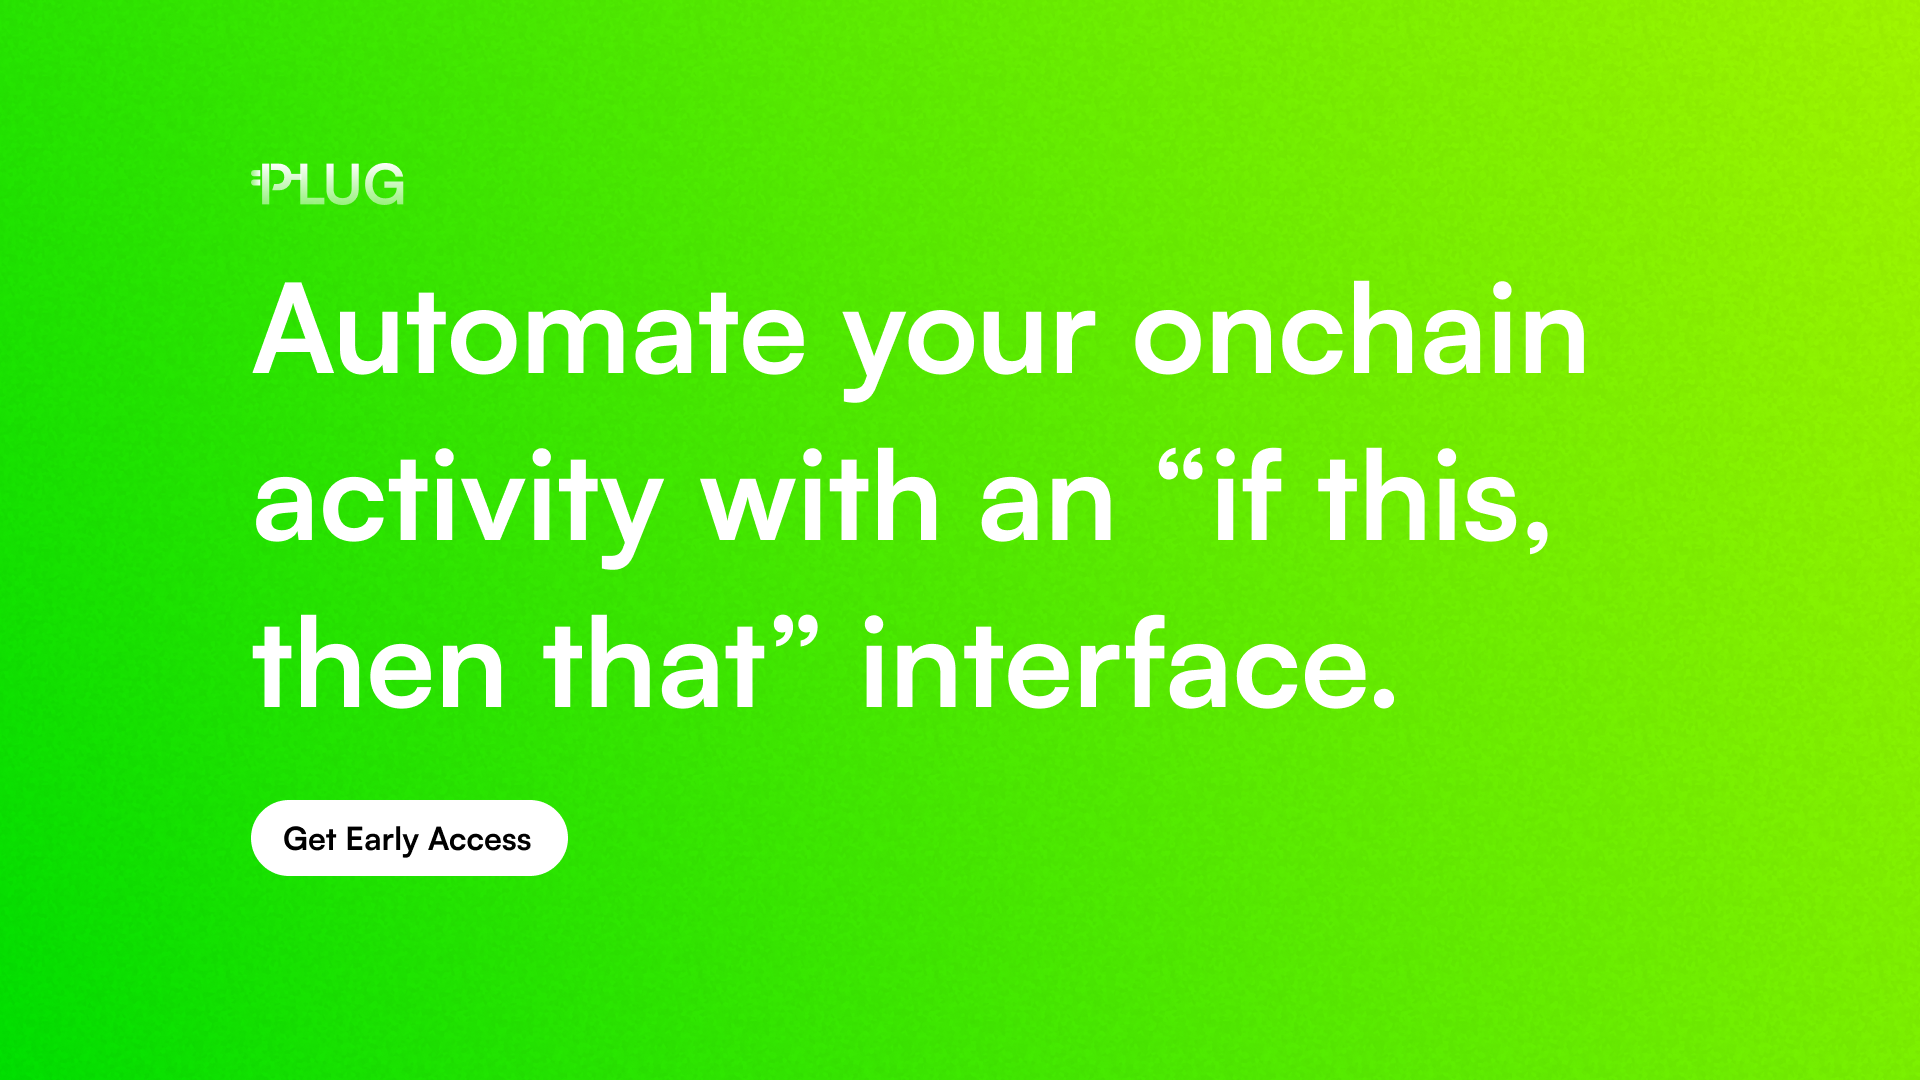 PLUG
Automate your onchain
activity with an “if this,
then that” interface.
Get Early Access